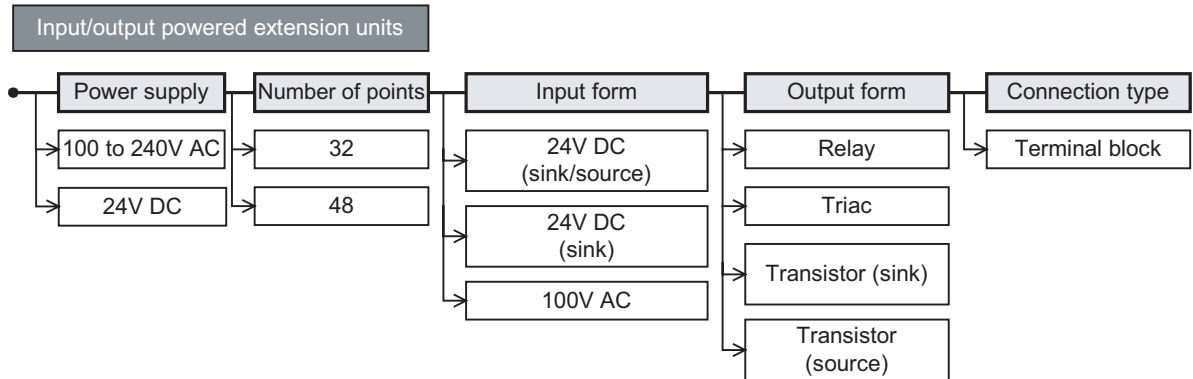 Input/output powered extension units
Power supply
Number of points
Input form
Output form
Connection type
100 to 240V AC
32
24V DC
(sink/source)
Relay
Terminal block
24V DC
48
24V DC
(sink)
Triac
100V AC
Transistor (sink)
Transistor
(source)